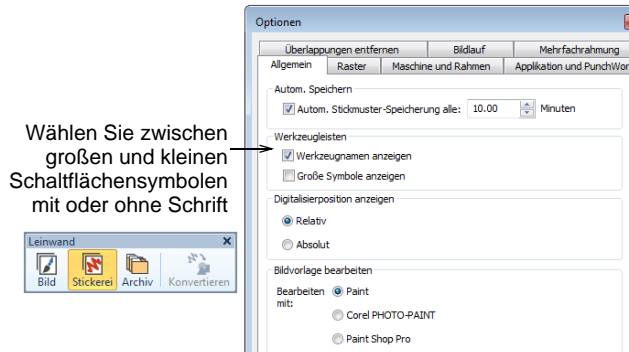 Optionen
Überlappungen entfernen Bildlauf Mehrfachrahmung
Allgemein Raster Maschine und Rahmen Applikation und PunchWor
Autom. Speichern
Autom. Stickmuster-Speicherung alle: 10.00 Minuten
Wählen Sie zwischen
großen und kleinen
Schaltflächensymbolen
mit oder ohne Schrift
Werkzeugleisten
Werkzeugnamen anzeigen
Große Symbole anzeigen
Digitalisierposition anzeigen
Relativ
Absolut
Leinwand
Bild Stickerei Archiv Konvertieren
Bildvorlage bearbeiten
Bearbeiten mit: Paint
Corel PHOTO-PAINT
Paint Shop Pro